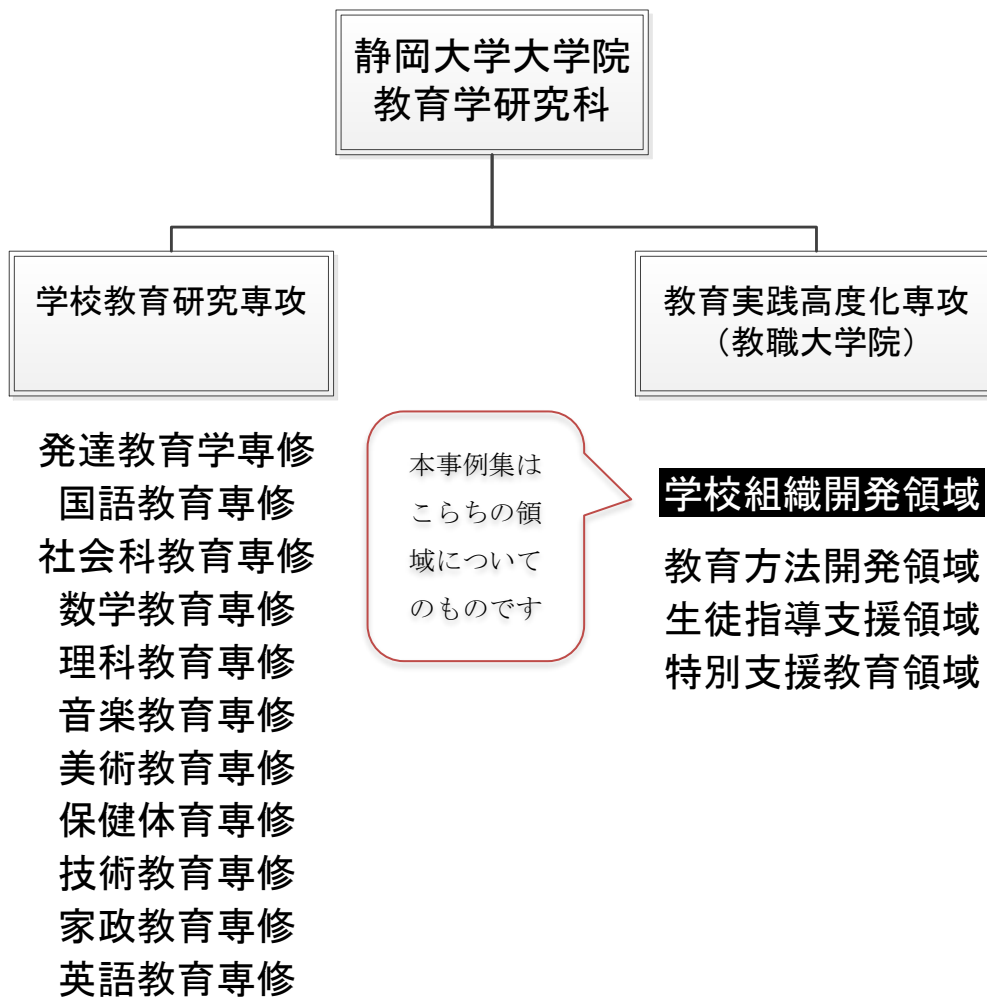 静岡大学大学院
教育学研究科
学校教育研究専攻
教育実践高度化専攻
（教職大学院）
発達教育学専修
国語教育専修
社会科教育専修
数学教育専修
理科教育専修
音楽教育専修
美術教育専修
保健体育専修
技術教育専修
家政教育専修
英語教育専修
本事例集は
こらちの領
域について
のものです
学校組織開発領域
教育方法開発領域
生徒指導支援領域
特別支援教育領域